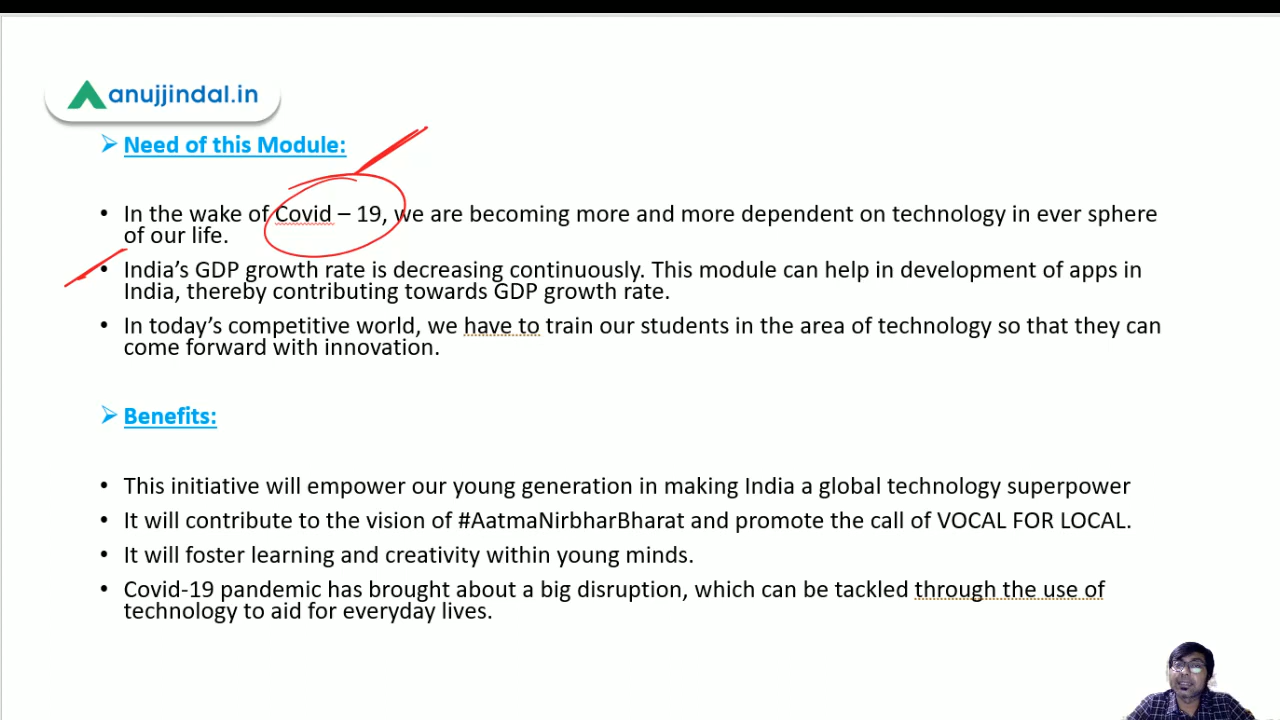 anujjindal.in
Need of this Module:
In the wake of Covid – 19, we are becoming more and more dependent on technology in ever sphere
of our life.
India's GDP growth rate is decreasing continuously. This module can help in development of apps in
India, thereby contributing towards GDP growth rate.
In today's competitive world, we have to train our students in the area of technology so that they can
come forward with innovation.
Benefits:
This initiative will empower our young generation in making India a global technology superpower
It will contribute to the vision of #AatmaNirbharBharat and promote the call of VOCAL FOR LOCAL.
It will foster learning and creativity within young minds.
Covid-19 pandemic has brought about a big disruption, which can be tackled through the use of
technology to aid for everyday lives.